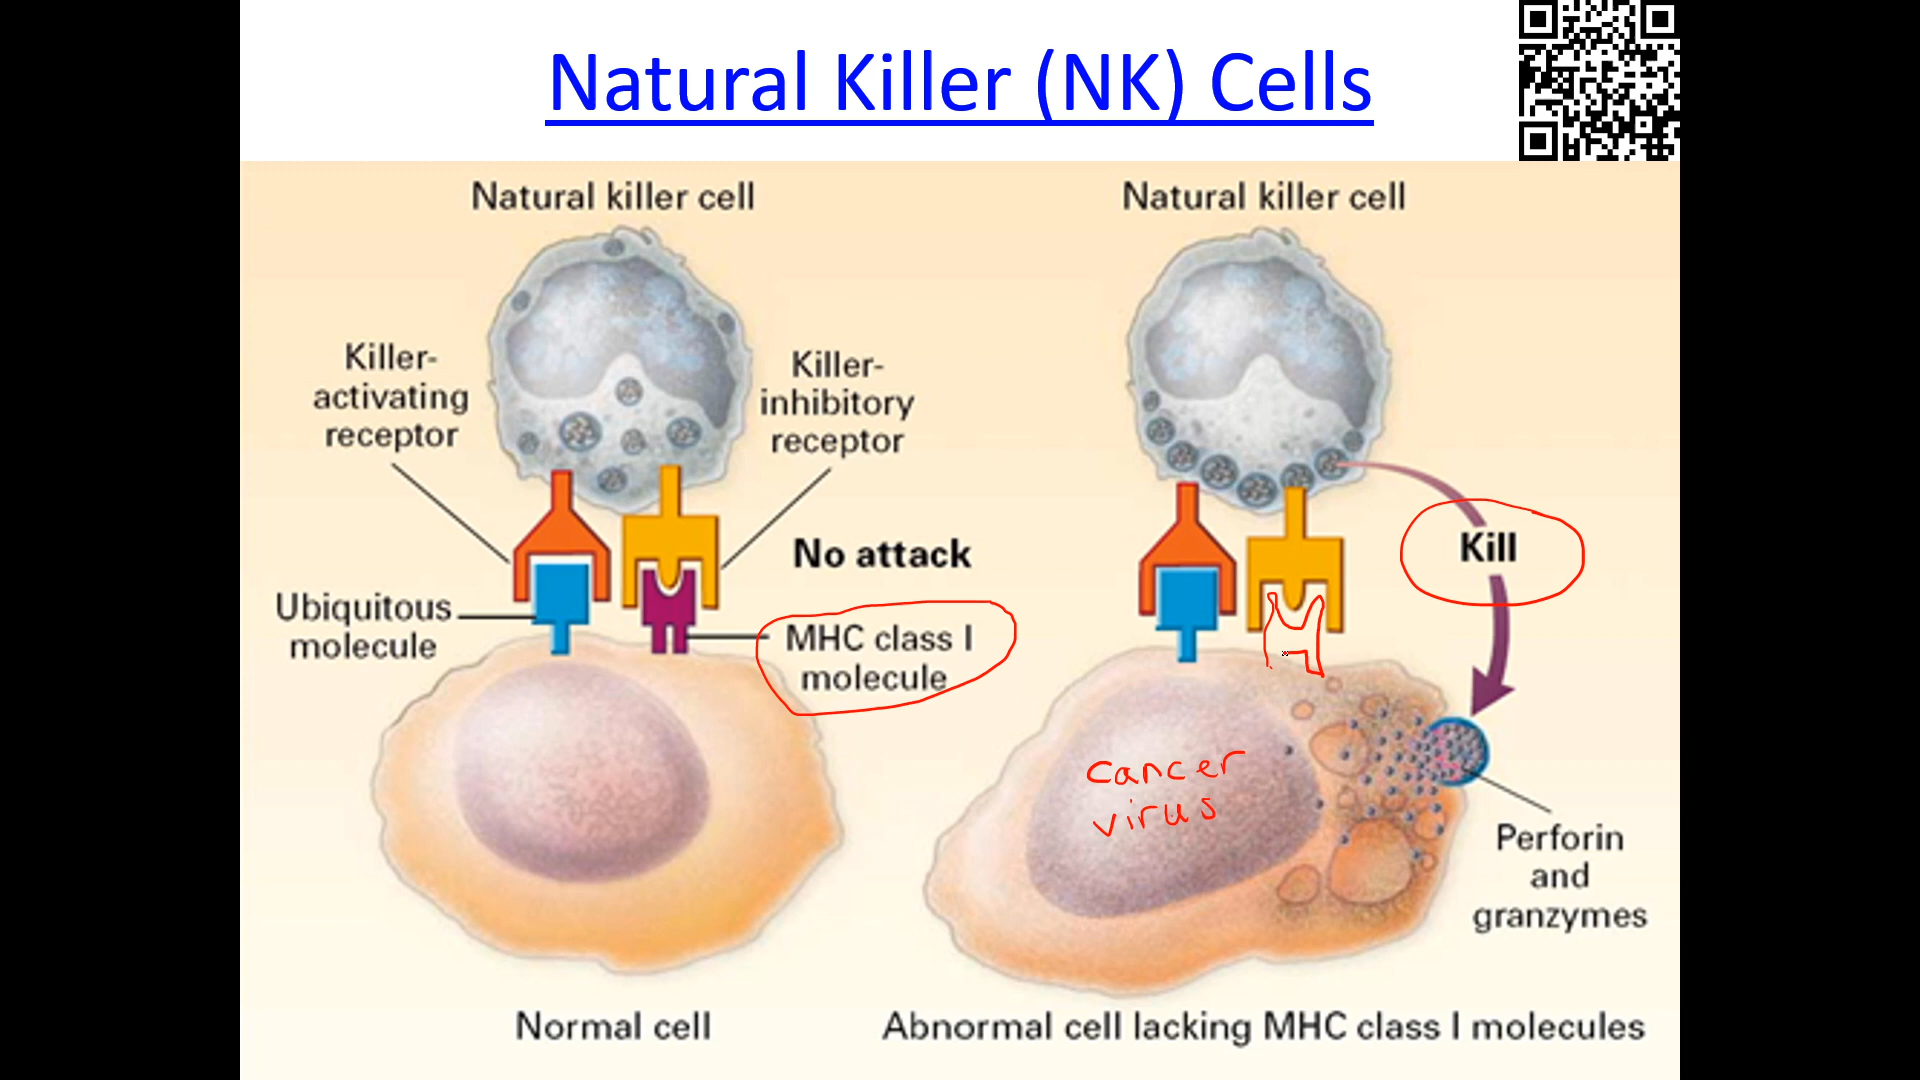 Natural Killer (NK) Cells
Natural killer cell
Killer-
activating
receptor
Killer-
inhibitory
receptor
No attack
Ubiquitous
molecule
MHC class I
molecule
Normal cell
Natural killer cell
Kill
cancer
virus
Perforin
and
granzymes
Abnormal cell lacking MHC class I molecules